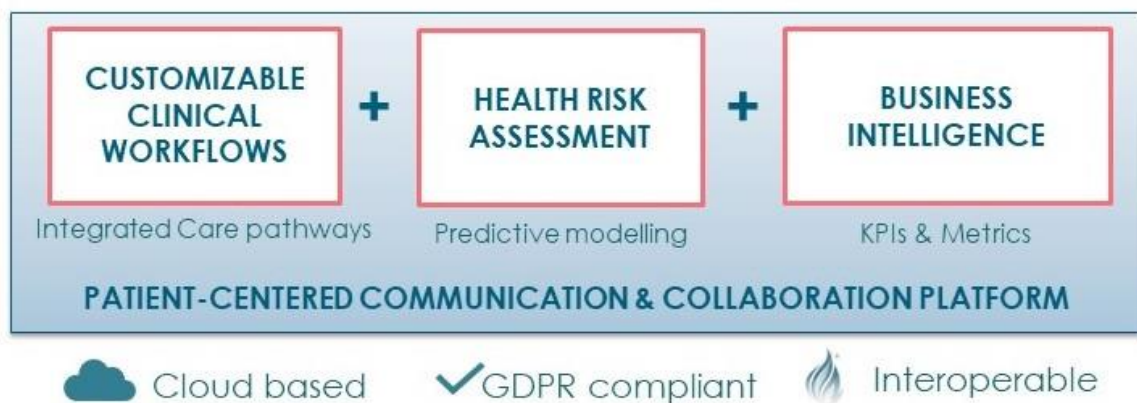 CUSTOMIZABLE
CLINICAL
WORKFLOWS
+
HEALTH RISK
ASSESSMENT
+
BUSINESS
INTELLIGENCE
Integrated Care pathways
Predictive modelling
KPIs & Metrics
PATIENT-CENTERED COMMUNICATION & COLLABORATION PLATFORM
Cloud based
GDPR compliant
Interoperable